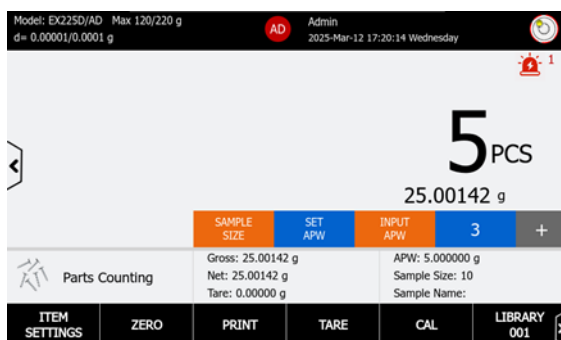 Model: EX225D/AD Max 120/220 g
d= 0.00001/0.0001 g
AD
Admin
2025-Mar-12 17:20:14 Wednesday
1
5 PCS
25.00142 g
SAMPLE SIZE
SET APW
INPUT APW
3
+
Parts Counting
Gross: 25.00142 g
Net: 25.00142 g
Tare: 0.00000 g
APW: 5.000000 g
Sample Size: 10
Sample Name:
ITEM SETTINGS
ZERO
PRINT
TARE
CAL
LIBRARY 001